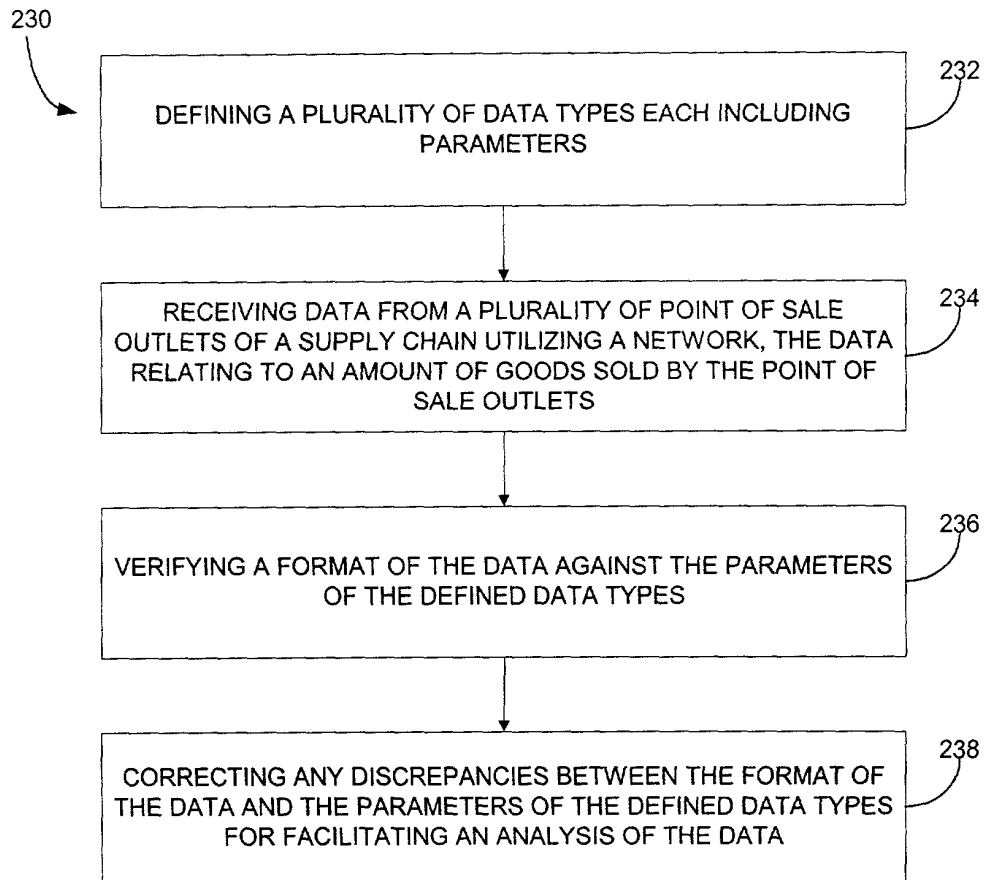 230
232
DEFINING A PLURALITY OF DATA TYPES EACH INCLUDING
PARAMETERS
234
RECEIVING DATA FROM A PLURALITY OF POINT OF SALE
OUTLETS OF A SUPPLY CHAIN UTILIZING A NETWORK, THE DATA
RELATING TO AN AMOUNT OF GOODS SOLD BY THE POINT OF
SALE OUTLETS
236
VERIFYING A FORMAT OF THE DATA AGAINST THE PARAMETERS
OF THE DEFINED DATA TYPES
238
CORRECTING ANY DISCREPANCIES BETWEEN THE FORMAT OF
THE DATA AND THE PARAMETERS OF THE DEFINED DATA TYPES
FOR FACILITATING AN ANALYSIS OF THE DATA